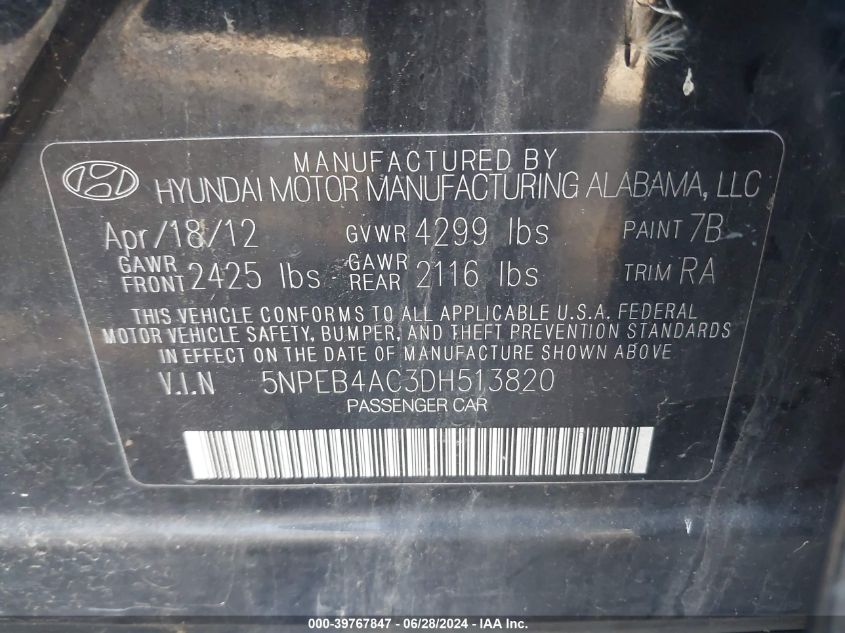 MANUFACTURED BY
HYUNDAI MOTOR MANUFACTURING ALABAMA, LLC
Apr/18/12 GVWR 4299 lbs PAINT 7B
GAWR FRONT 2425 lbs GAWR REAR 2116 lbs TRIM RA
THIS VEHICLE CONFORMS TO ALL APPLICABLE U.S.A. FEDERAL
MOTOR VEHICLE SAFETY, BUMPER, AND THEFT PREVENTION STANDARDS
IN EFFECT ON THE DATE OF MANUFACTURE SHOWN ABOVE
V.I.N 5NPEB4AC3DH513820
PASSENGER CAR
000-39767847 - 06/28/2024 - IAA Inc.